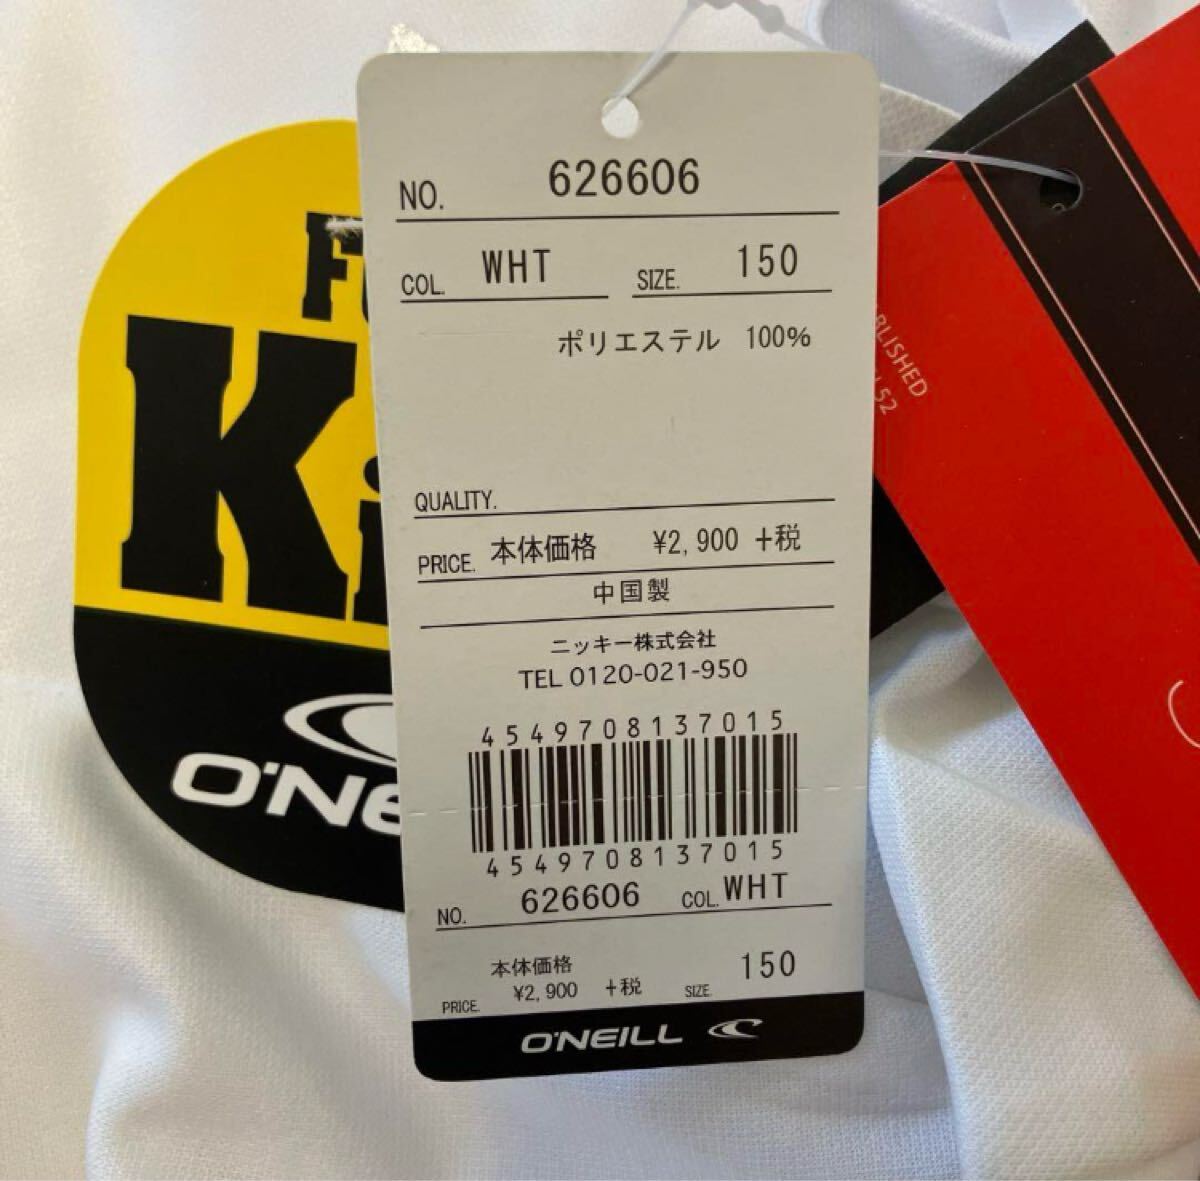 NO. 626606
COL. WHT SIZE. 150
ポリエステル 100%
QUALITY.
PRICE. 本体価格 ¥2,900 +税
中国製
ニッキー株式会社
TEL 0120-021-950
4549708137015
4549708137015
NO. 626606 COL. WHT
本体価格
PRICE. ¥2,900 +税 SIZE. 150
O'NEILL